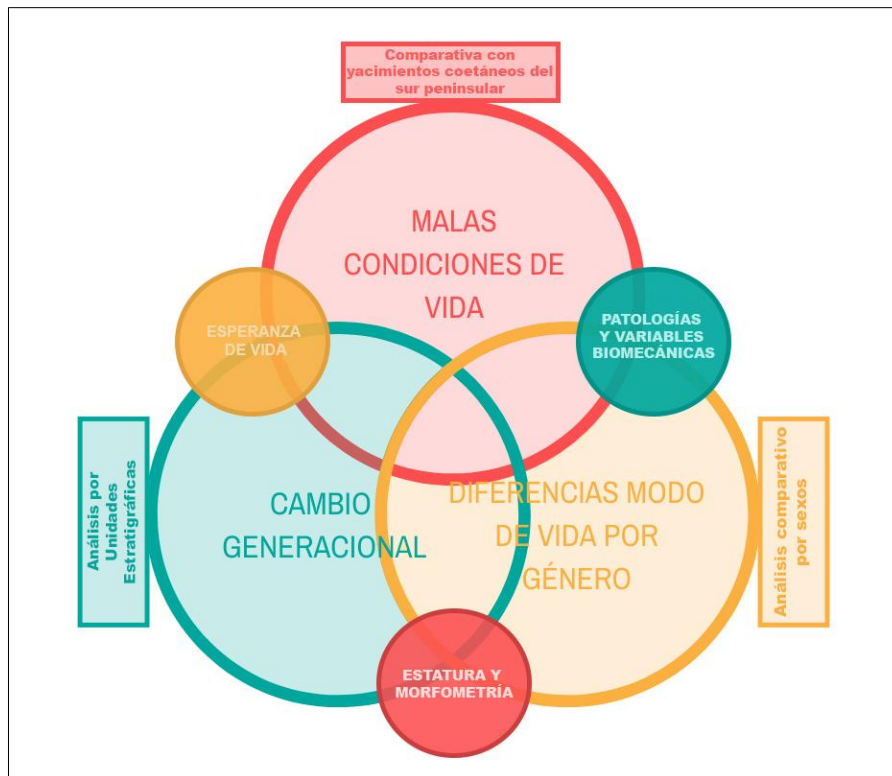 Comparativa con
yacimientos coetáneos del
sur peninsular
MALAS
CONDICIONES DE
VIDA
ESPERANZA
DE VIDA
PATOLOGÍAS
Y VARIABLES
BIOMECÁNICAS
Análisis por
Unidades
Estratigráficas
CAMBIO
GENERACIONAL
DIFERENCIAS MODO
DE VIDA POR
GÉNERO
Análisis comparativo
por sexos
ESTATURA Y
MORFOMETRÍA